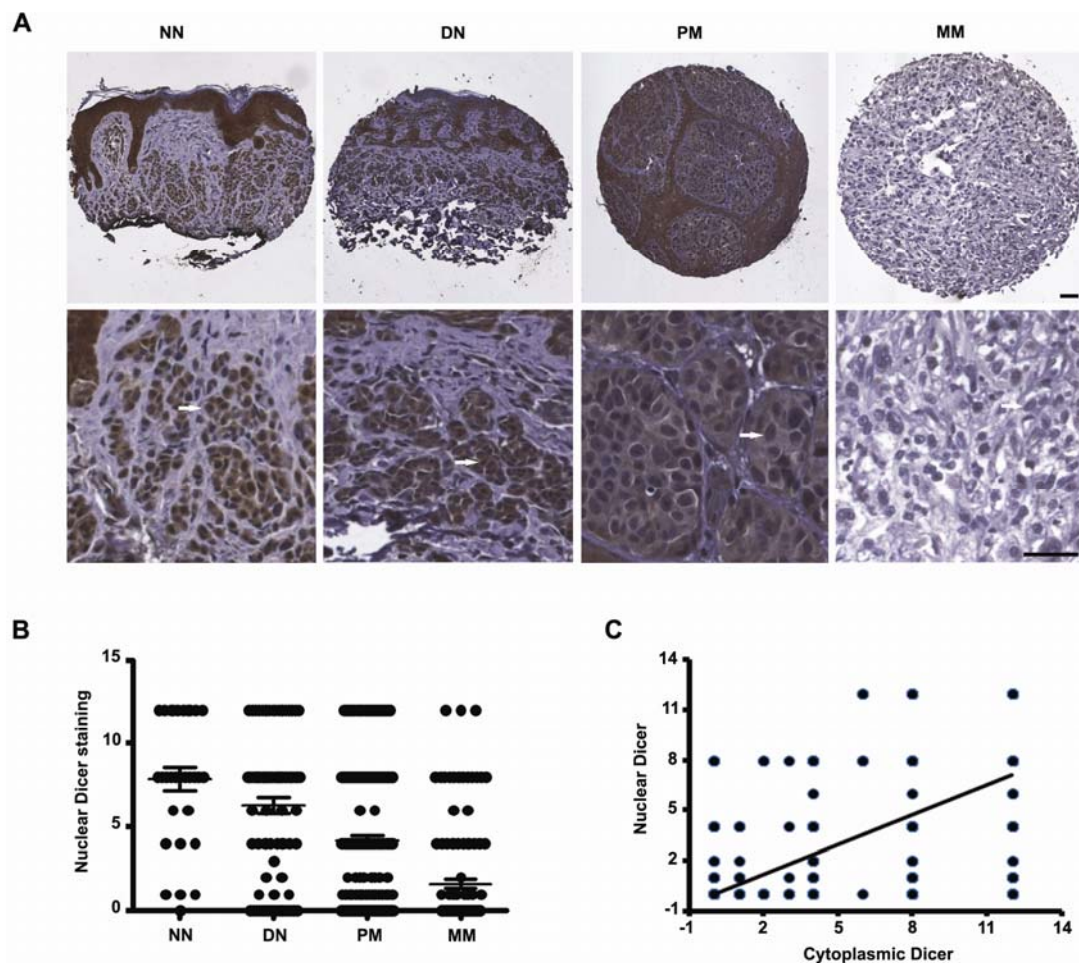 A
NN DN PM MM
B
Nuclear Dicer staining
15
10
5
0
NN DN PM MM
C
Nuclear Dicer
14
11
8
5
2
-1
-1 2 5 8 11 14
Cytoplasmic Dicer